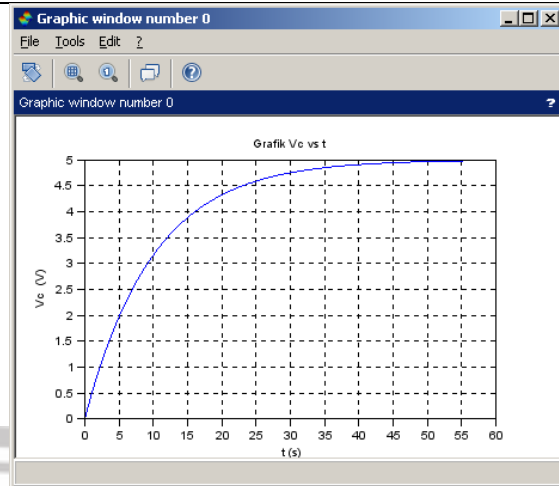 Graphic window number 0
File Tools Edit ?
Graphic window number 0 ?
Grafik Vc vs t
5
4.5
4
3.5
3
2.5
2
1.5
1
0.5
0
Vc (V)
0 5 10 15 20 25 30 35 40 45 50 55 60
t (s)